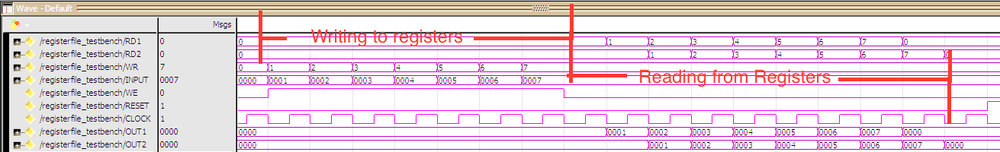 Wave - Default
Msgs
Writing to registers
Reading from Registers
/registerfile_testbench/RD1 0 0 1 2 3 4 5 6 7 0
/registerfile_testbench/RD2 0 0 1 2 3 4 5 6 7 0
/registerfile_testbench/WR 7 0 1 2 3 4 5 6 7
/registerfile_testbench/INPUT 0007 0000 0001 0002 0003 0004 0005 0006 0007
/registerfile_testbench/WE 0
/registerfile_testbench/RESET 1
/registerfile_testbench/CLOCK 1
/registerfile_testbench/OUT1 0000 0000 0001 0002 0003 0004 0005 0006 0007 0000
/registerfile_testbench/OUT2 0000 0000 0001 0002 0003 0004 0005 0006 0007 0000